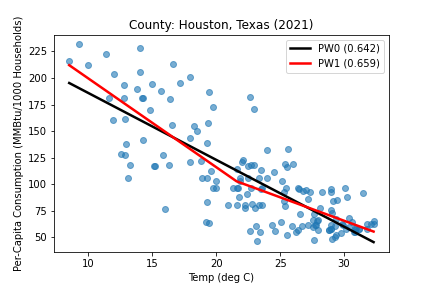 County: Houston, Texas (2021)
PW0 (0.642)
PW1 (0.659)
Per-Capita Consumption (MMBtu/1000 Households)
225
200
175
150
125
100
75
50
10 15 20 25 30
Temp (deg C)